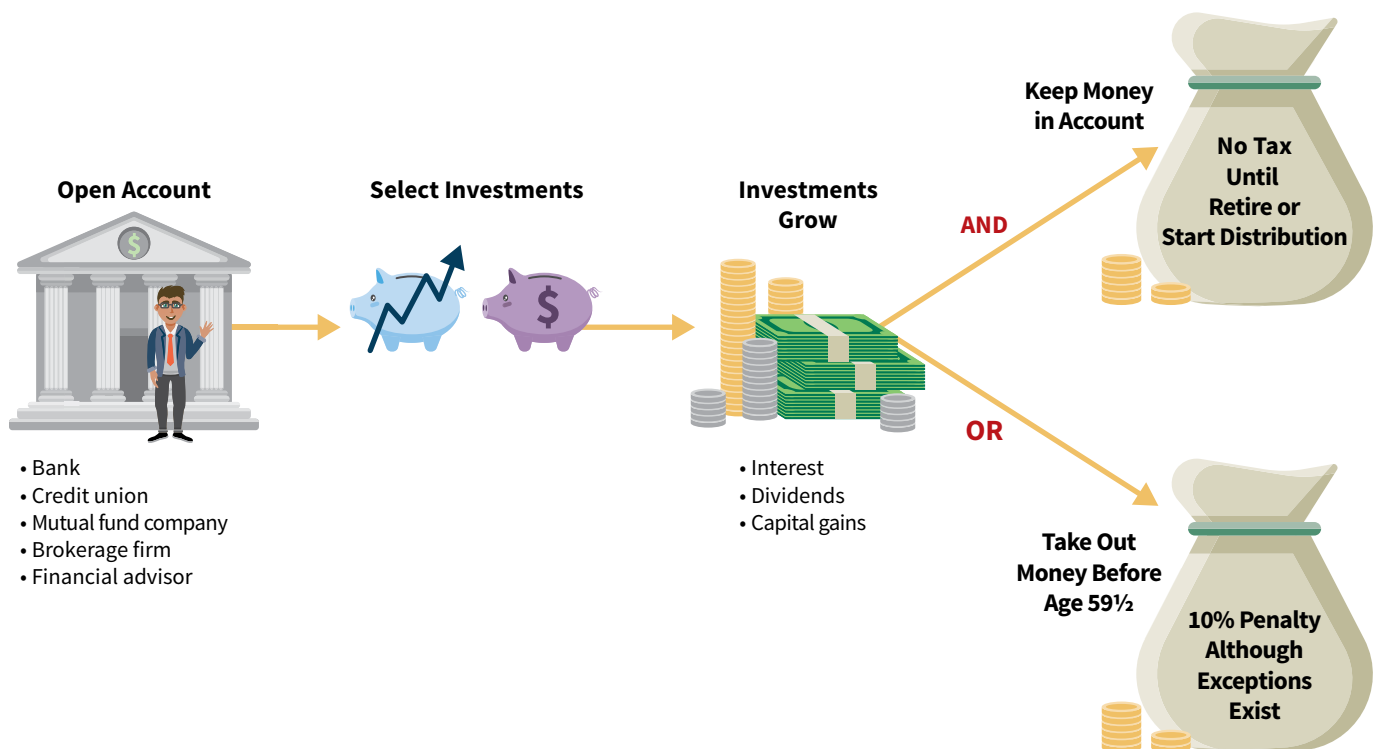 Open Account
$
• Bank
• Credit union
• Mutual fund company
• Brokerage firm
• Financial advisor
Select Investments
$
Investments
Grow
• Interest
• Dividends
• Capital gains
AND
Keep Money
in Account
No Tax
Until
Retire or
Start Distribution
OR
Take Out
Money Before
Age 59½
10% Penalty
Although
Exceptions
Exist